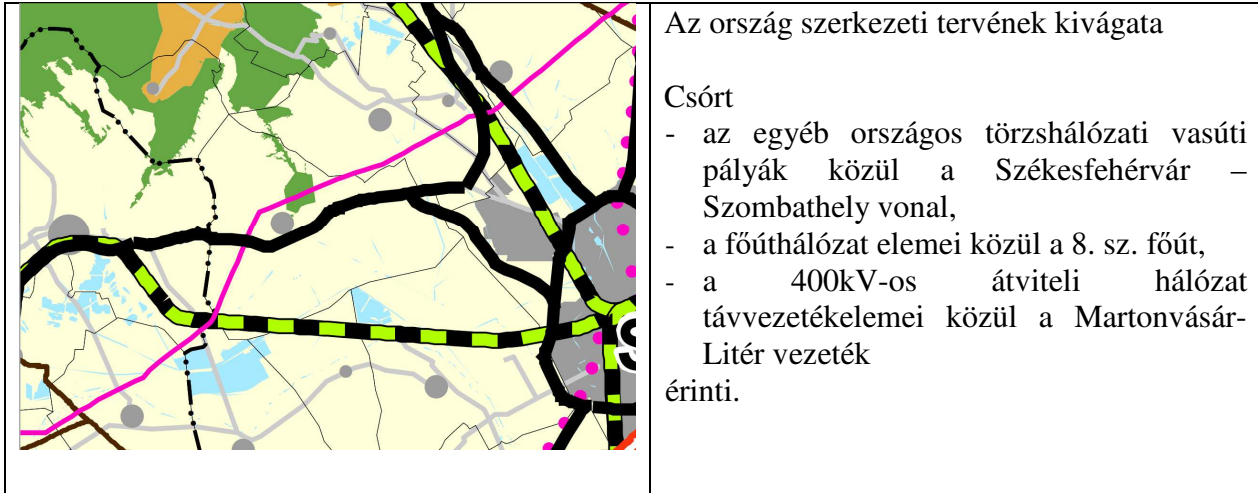 Az ország szerkezeti tervének kivágata
Csórt
- az egyéb országos törzshálózati vasúti
pályák közül a Székesfehérvár –
Szombathely vonal,
- a főúthálózat elemei közül a 8. sz. főút,
- a 400kV-os átviteli hálózat
távvezetékelemei közül a Martonvásár-
Litér vezeték
érinti.
S